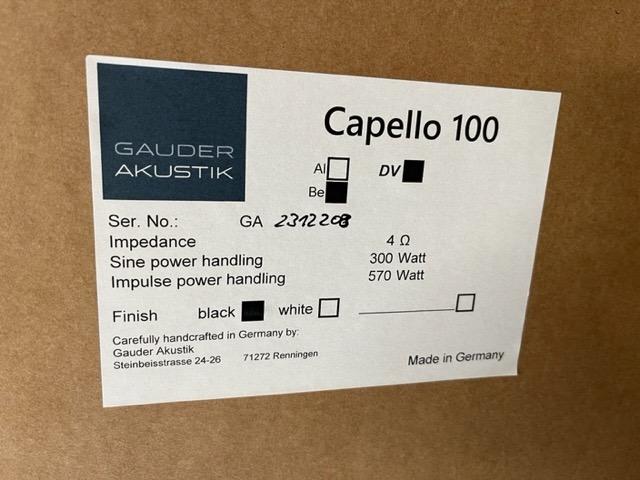 GAUDER
AKUSTIK
Capello 100
Al DV
Be
Ser. No.: GA 2312208
Impedance 4 Ω
Sine power handling 300 Watt
Impulse power handling 570 Watt
Finish black white
Carefully handcrafted in Germany by:
Gauder Akustik
Steinbeisstrasse 24-26 71272 Renningen
Made in Germany